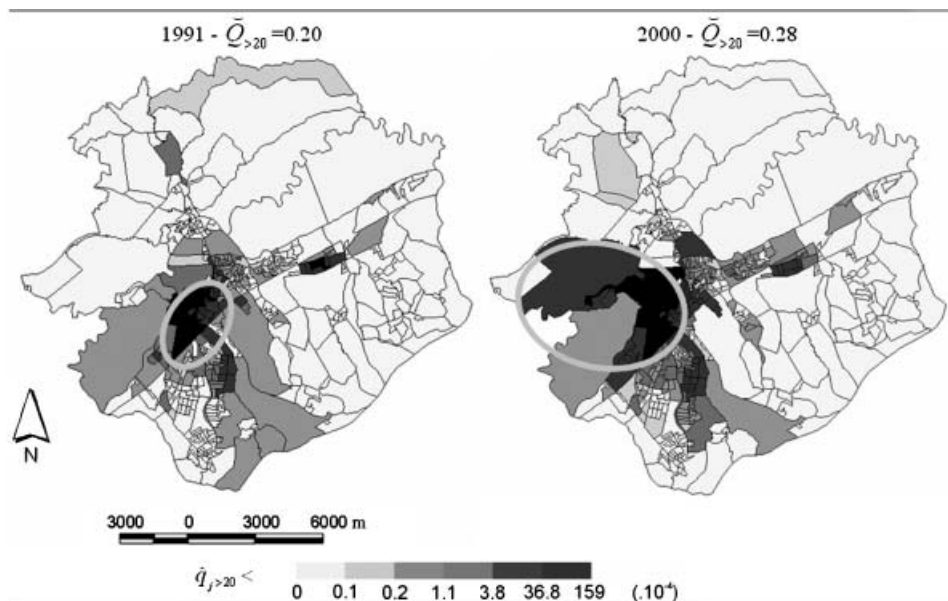 1991 - Q̆>20 =0.20
2000 - Q̆>20 =0.28
N
3000 0 3000 6000 m
q̂j>20 <
0 0.1 0.2 1.1 3.8 36.8 159 (.10⁻⁴)